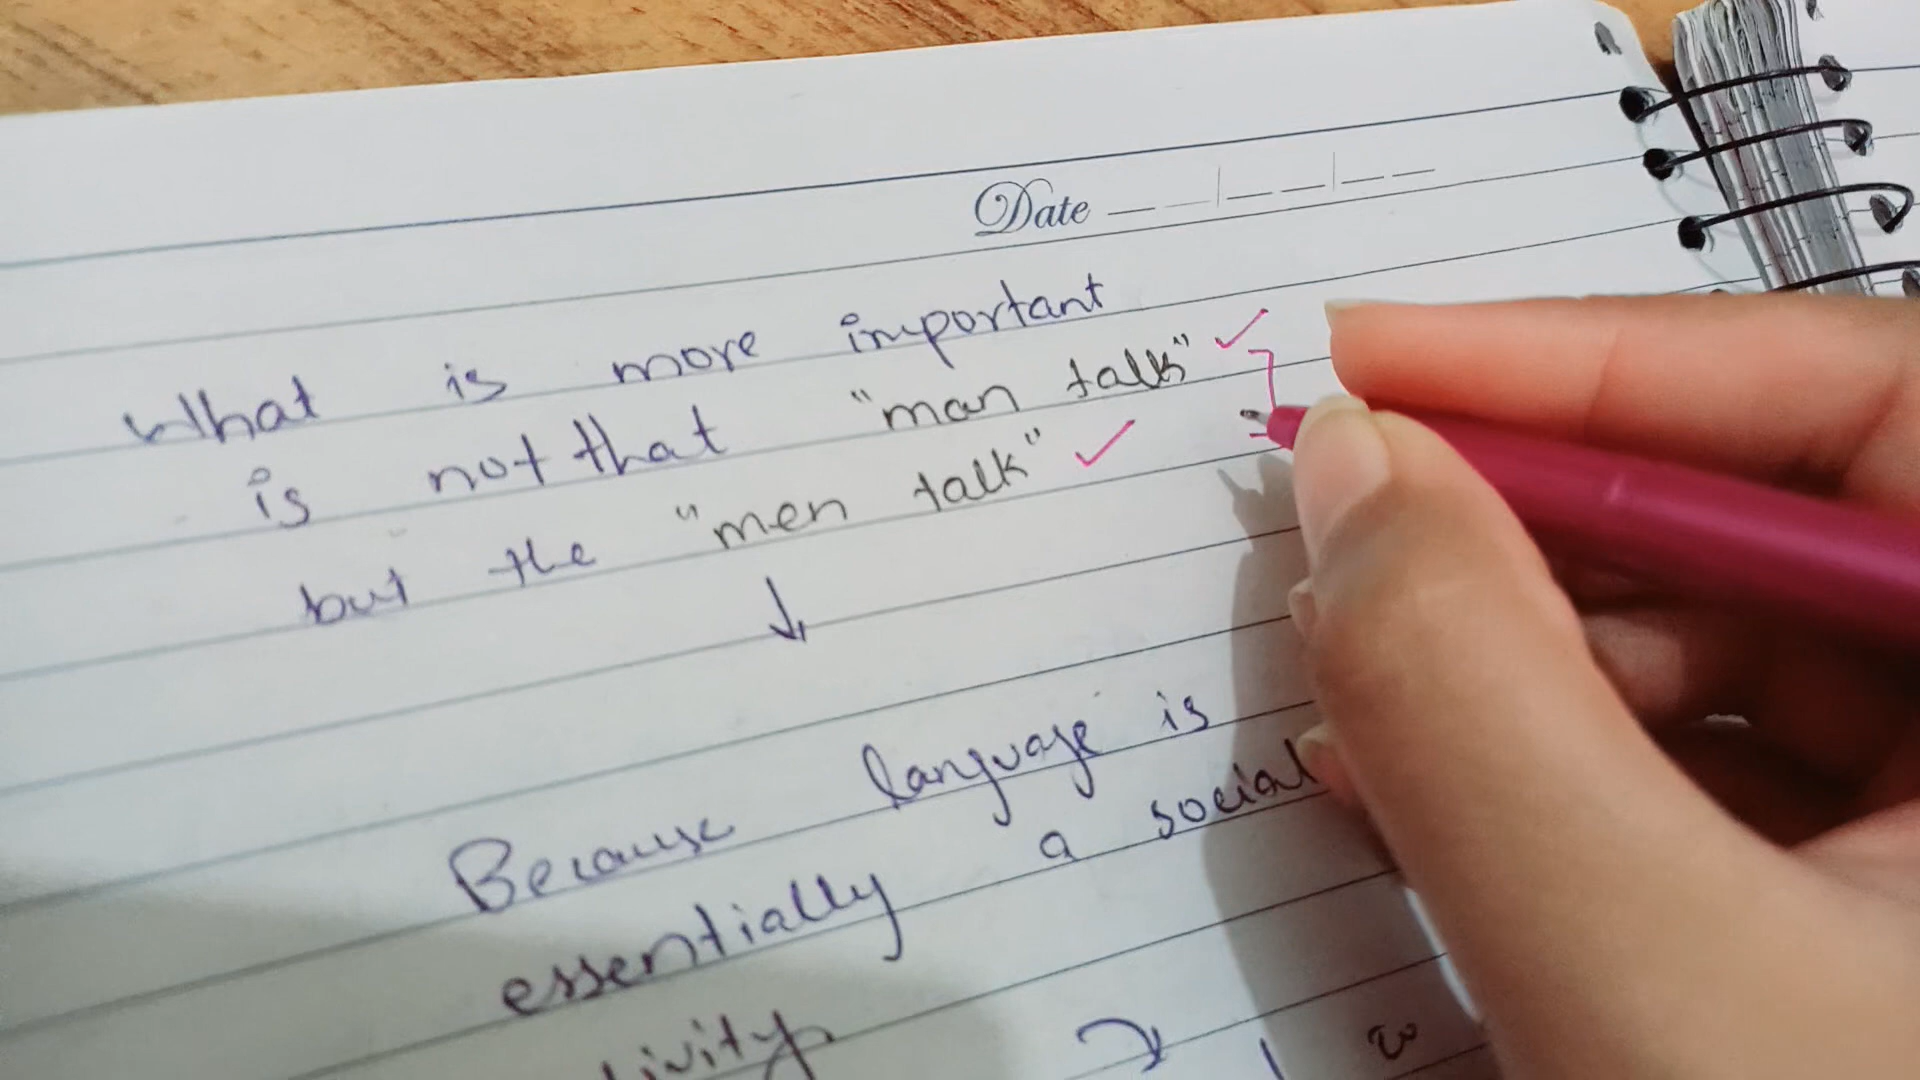 Date
What is more important
is not that "man talk"
but the "men talk"
Because language is
essentially a social